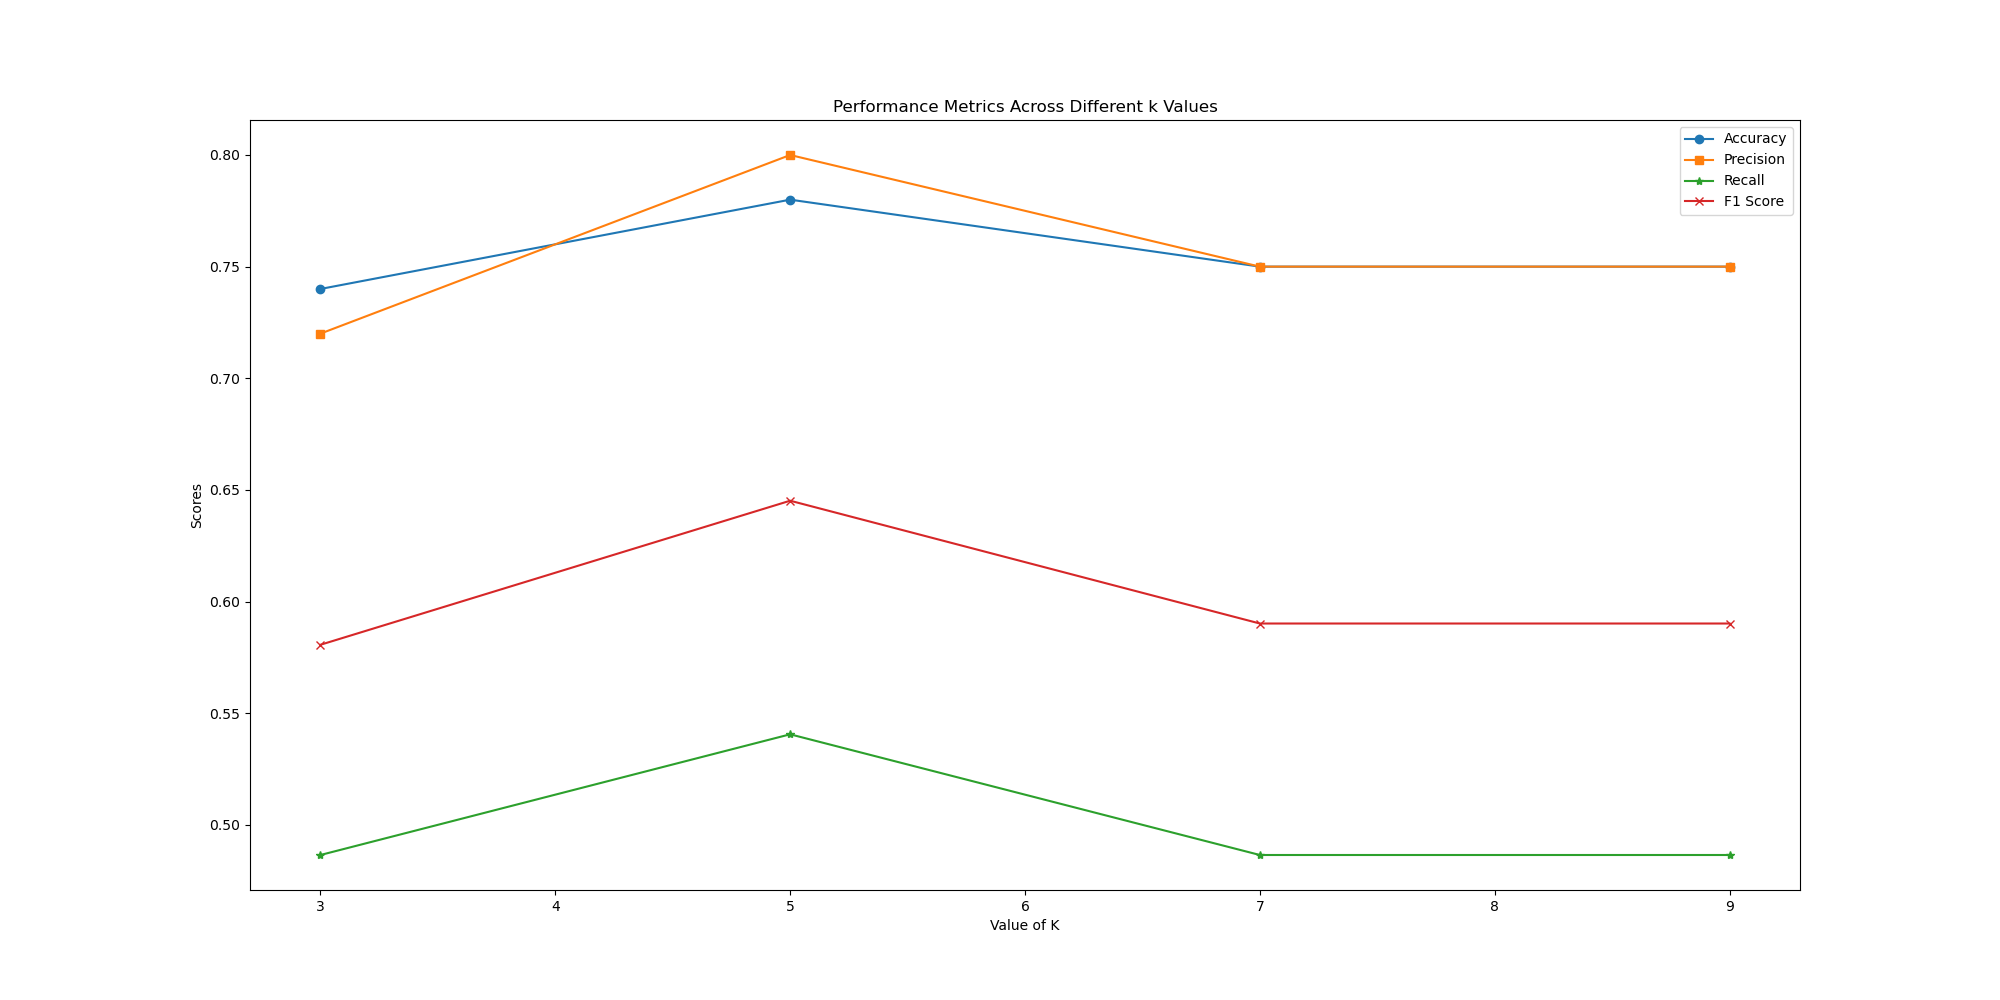 Performance Metrics Across Different k Values
Accuracy
Precision
Recall
F1 Score
0.80
0.75
0.70
0.65
0.60
0.55
0.50
Scores
3 4 5 6 7 8 9
Value of K